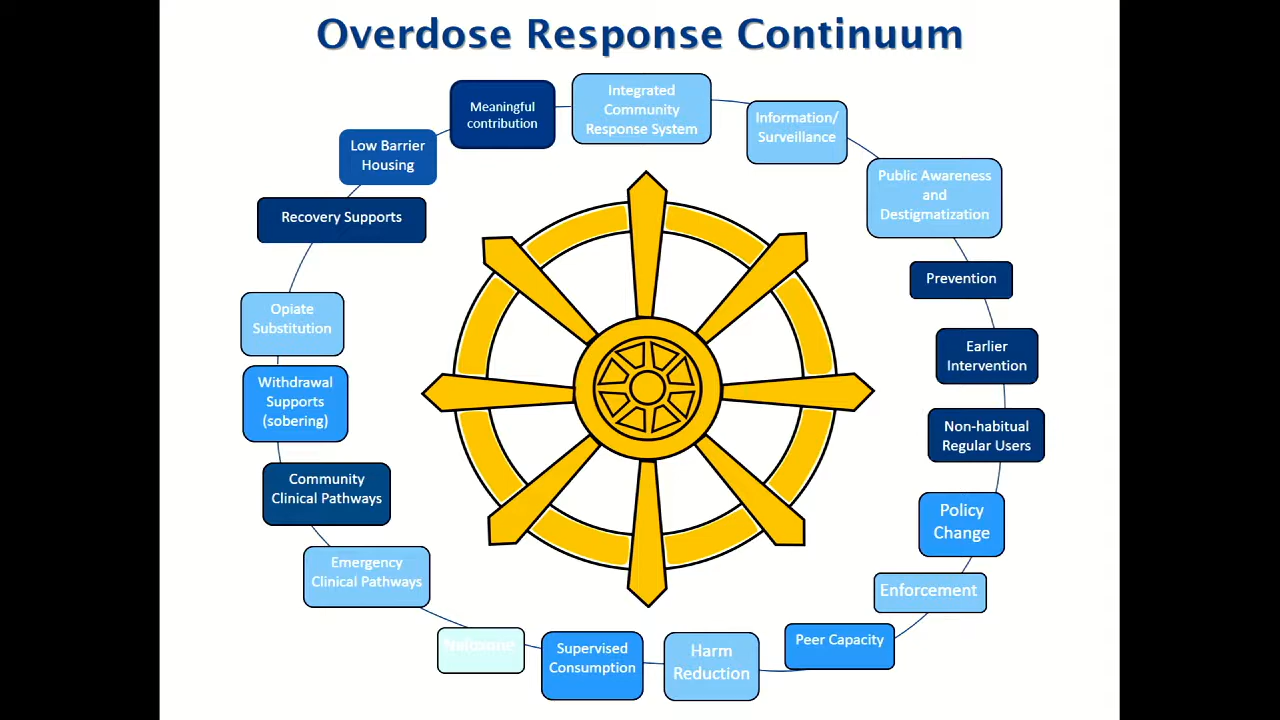 Overdose Response Continuum
Integrated
Community
Response System
Information/
Surveillance
Public Awareness
and
Destigmatization
Prevention
Earlier
Intervention
Non-habitual
Regular Users
Policy
Change
Enforcement
Peer Capacity
Harm
Reduction
Supervised
Consumption
Naloxone
Emergency
Clinical Pathways
Community
Clinical Pathways
Withdrawal
Supports
(sobering)
Opiate
Substitution
Recovery Supports
Low Barrier
Housing
Meaningful
contribution